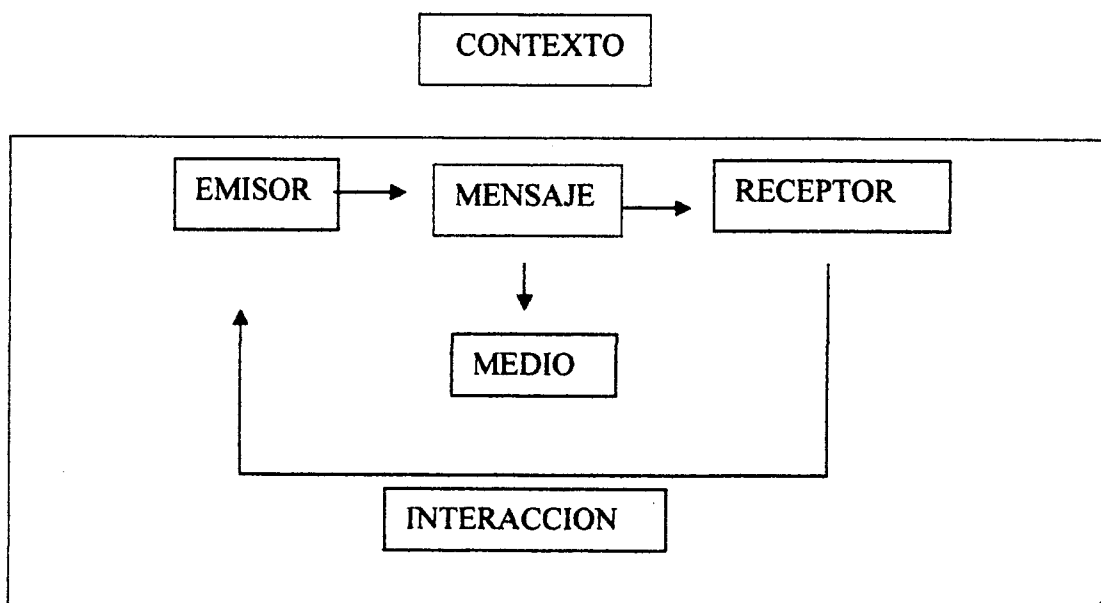 CONTEXTO
EMISOR
MENSAJE
RECEPTOR
MEDIO
INTERACCION